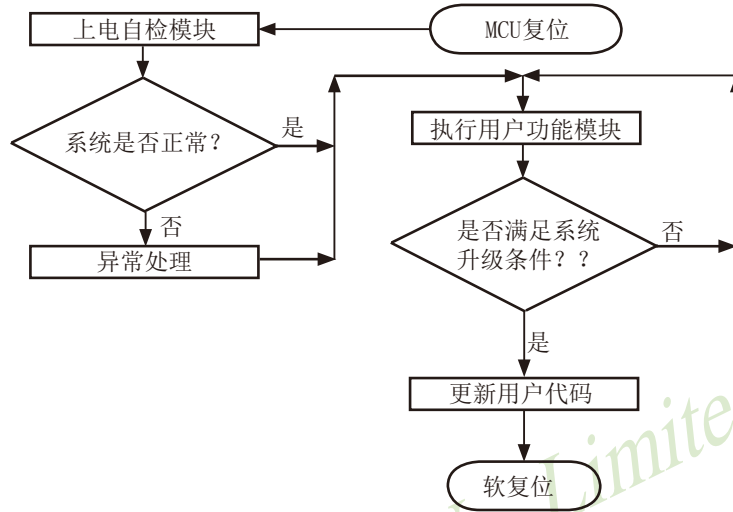 上电自检模块
MCU复位
系统是否正常？
是
否
异常处理
执行用户功能模块
是否满足系统
升级条件？？
否
是
更新用户代码
软复位
Limite